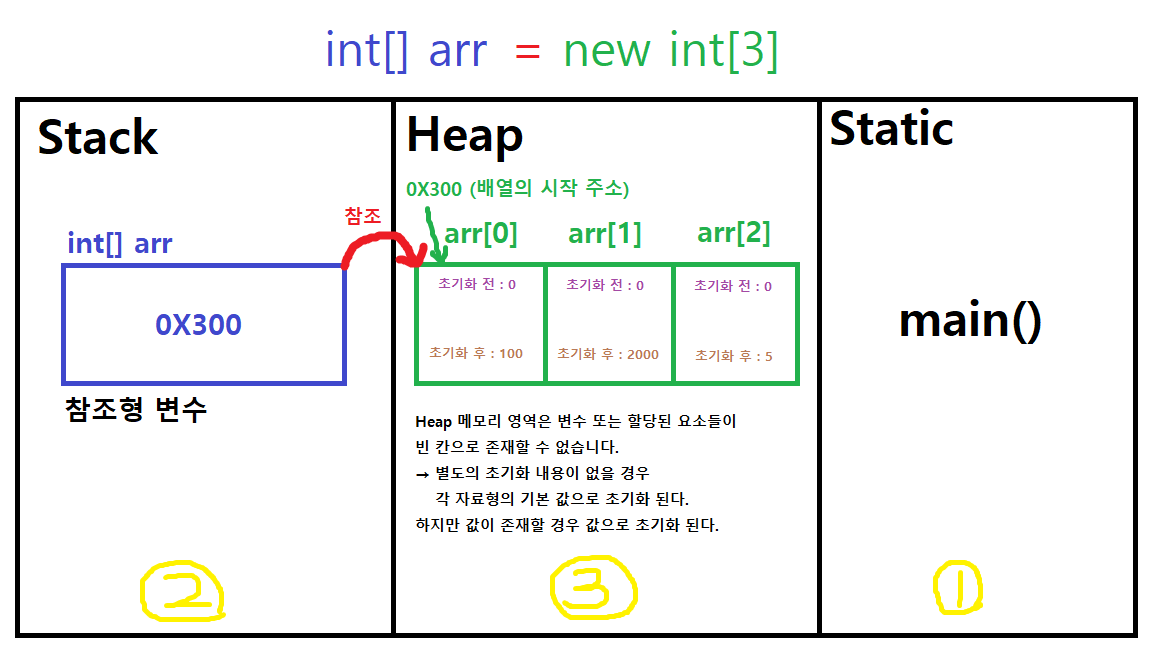 int[] arr = new int[3]
Stack
Heap
Static
0X300 (배열의 시작 주소)
참조
int[] arr
arr[0] arr[1] arr[2]
0X300
초기화 전 : 0 초기화 전 : 0 초기화 전 : 0
초기화 후 : 100 초기화 후 : 2000 초기화 후 : 5
main()
참조형 변수
Heap 메모리 영역은 변수 또는 할당된 요소들이
빈 칸으로 존재할 수 없습니다.
→ 별도의 초기화 내용이 없을 경우
각 자료형의 기본 값으로 초기화 된다.
하지만 값이 존재할 경우 값으로 초기화 된다.
2
3
1